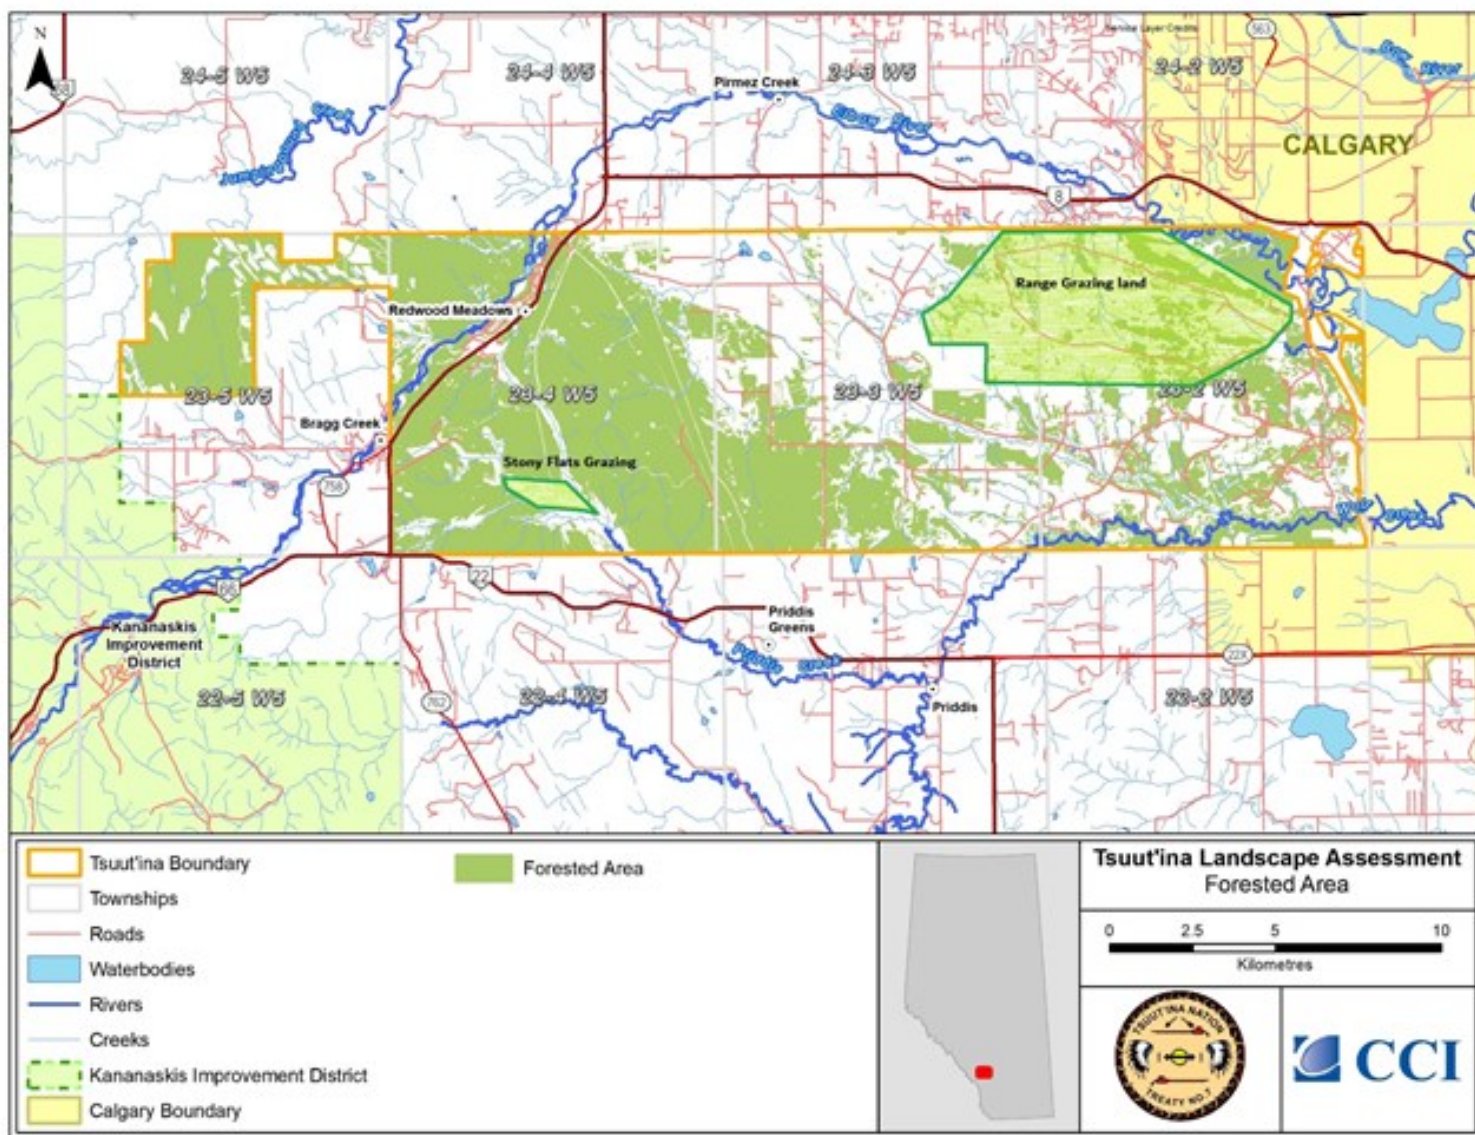 N
24-5 W5
24-4 W5
24-3 W5
24-2 W5
Service Layer Credits
563
Bow River
68
Pirmez Creek
Elbow River
CALGARY
Jumpingpound Creek
8
Range Grazing land
Redwood Meadows
23-5 W5
23-4 W5
23-3 W5
23-2 W5
Bragg Creek
Stony Flats Grazing
758
66
22
Kananaskis
Improvement
District
Priddis
Greens
Priddis Creek
22X
22-5 W5
762
22-4 W5
Priddis
22-2 W5
Tsuut'ina Boundary
Townships
Roads
Waterbodies
Rivers
Creeks
Kananaskis Improvement District
Calgary Boundary
Forested Area
Tsuut'ina Landscape Assessment
Forested Area
0 2.5 5 10
Kilometres
TSUUT'INA NATION
TREATY NO.7
CCI